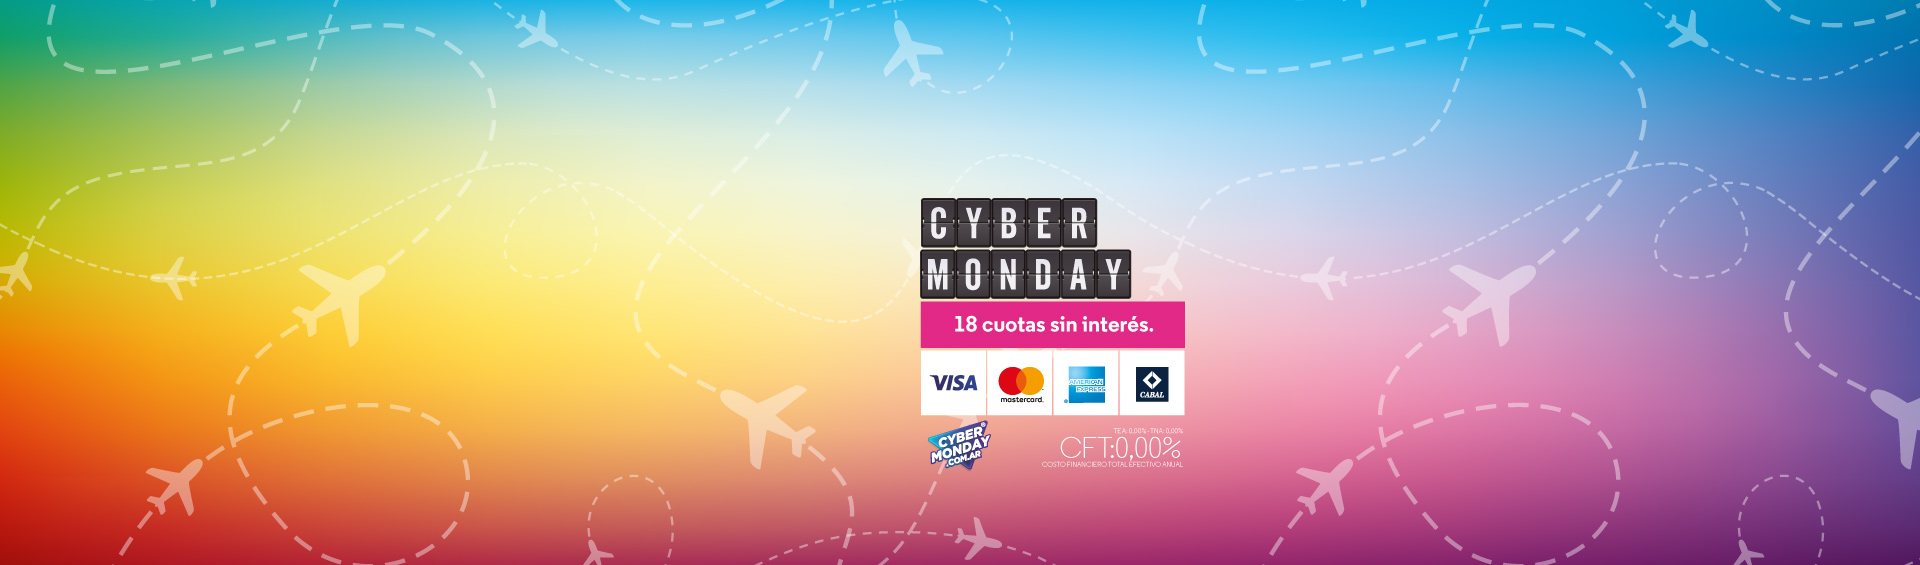 CYBER
MONDAY
18 cuotas sin interés.
VISA
mastercard.
AMERICAN
EXPRESS
CABAL
CYBER
MONDAY
.COM.AR
TEA: 0,00% - TNA: 0,00%
CFT:0,00%
COSTO FINANCIERO TOTAL EFECTIVO ANUAL